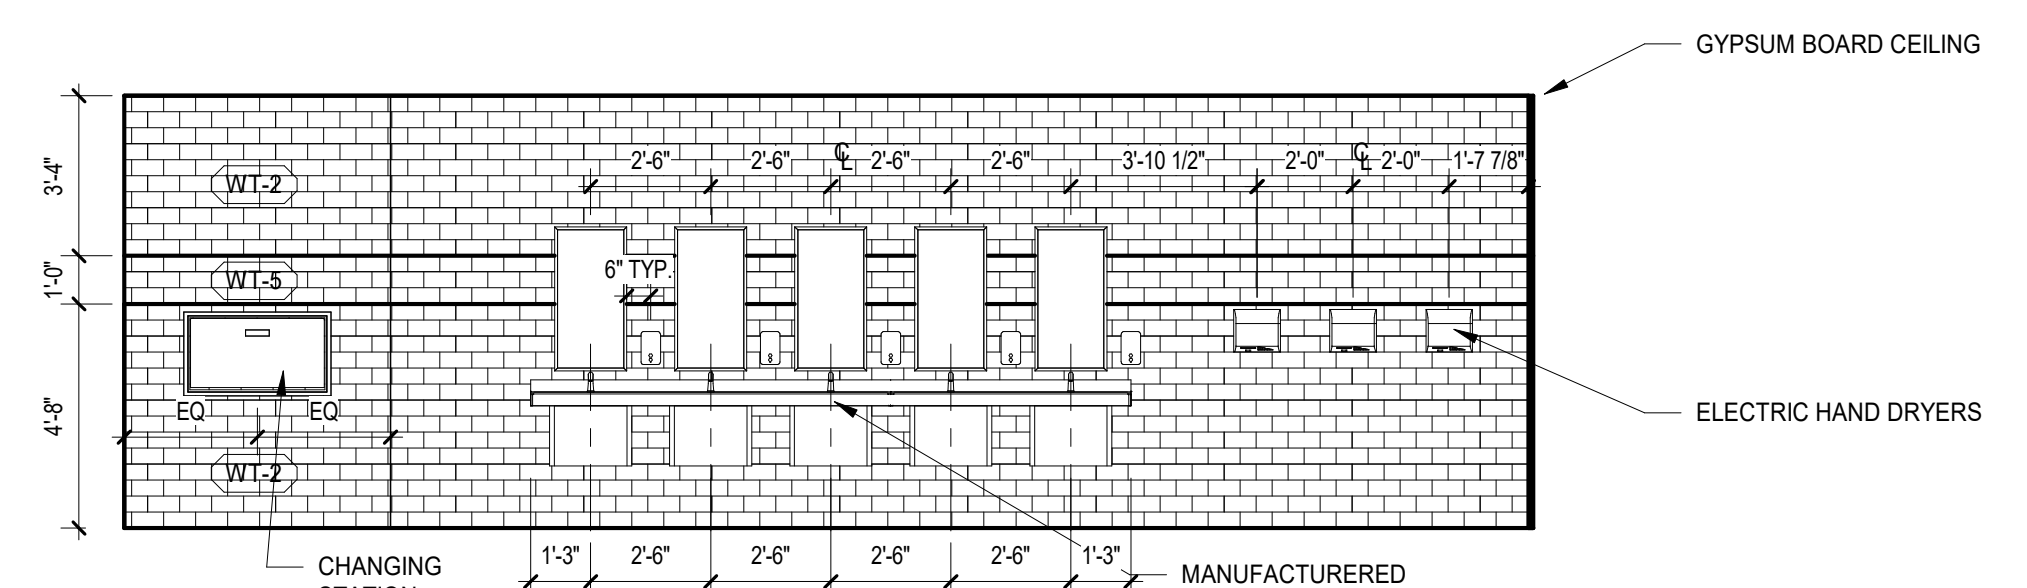 GYPSUM BOARD CEILING
2'-6" 2'-6" ℄ 2'-6" 2'-6" 3'-10 1/2" 2'-0" ℄ 2'-0" 1'-7 7/8"
3'-4"
WT-2
1'-0"
WT-5
6" TYP.
4'-8"
EQ EQ
ELECTRIC HAND DRYERS
WT-2
1'-3" 2'-6" 2'-6" 2'-6" 2'-6" 1'-3"
CHANGING
STATION
MANUFACTURERED